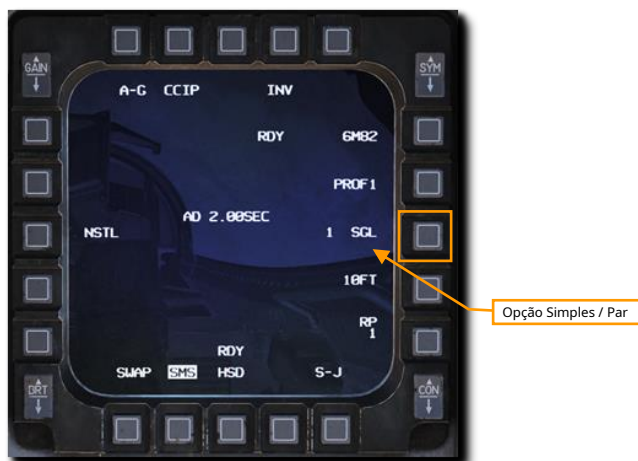 GAIN
SYM
A-G CCIP INV
RDY 6M82
PROF1
AD 2.00SEC
NSTL 1 SGL
10FT
Opção Simples / Par
RP
1
RDY
SWAP SMS HSD S-J
BRT
CON